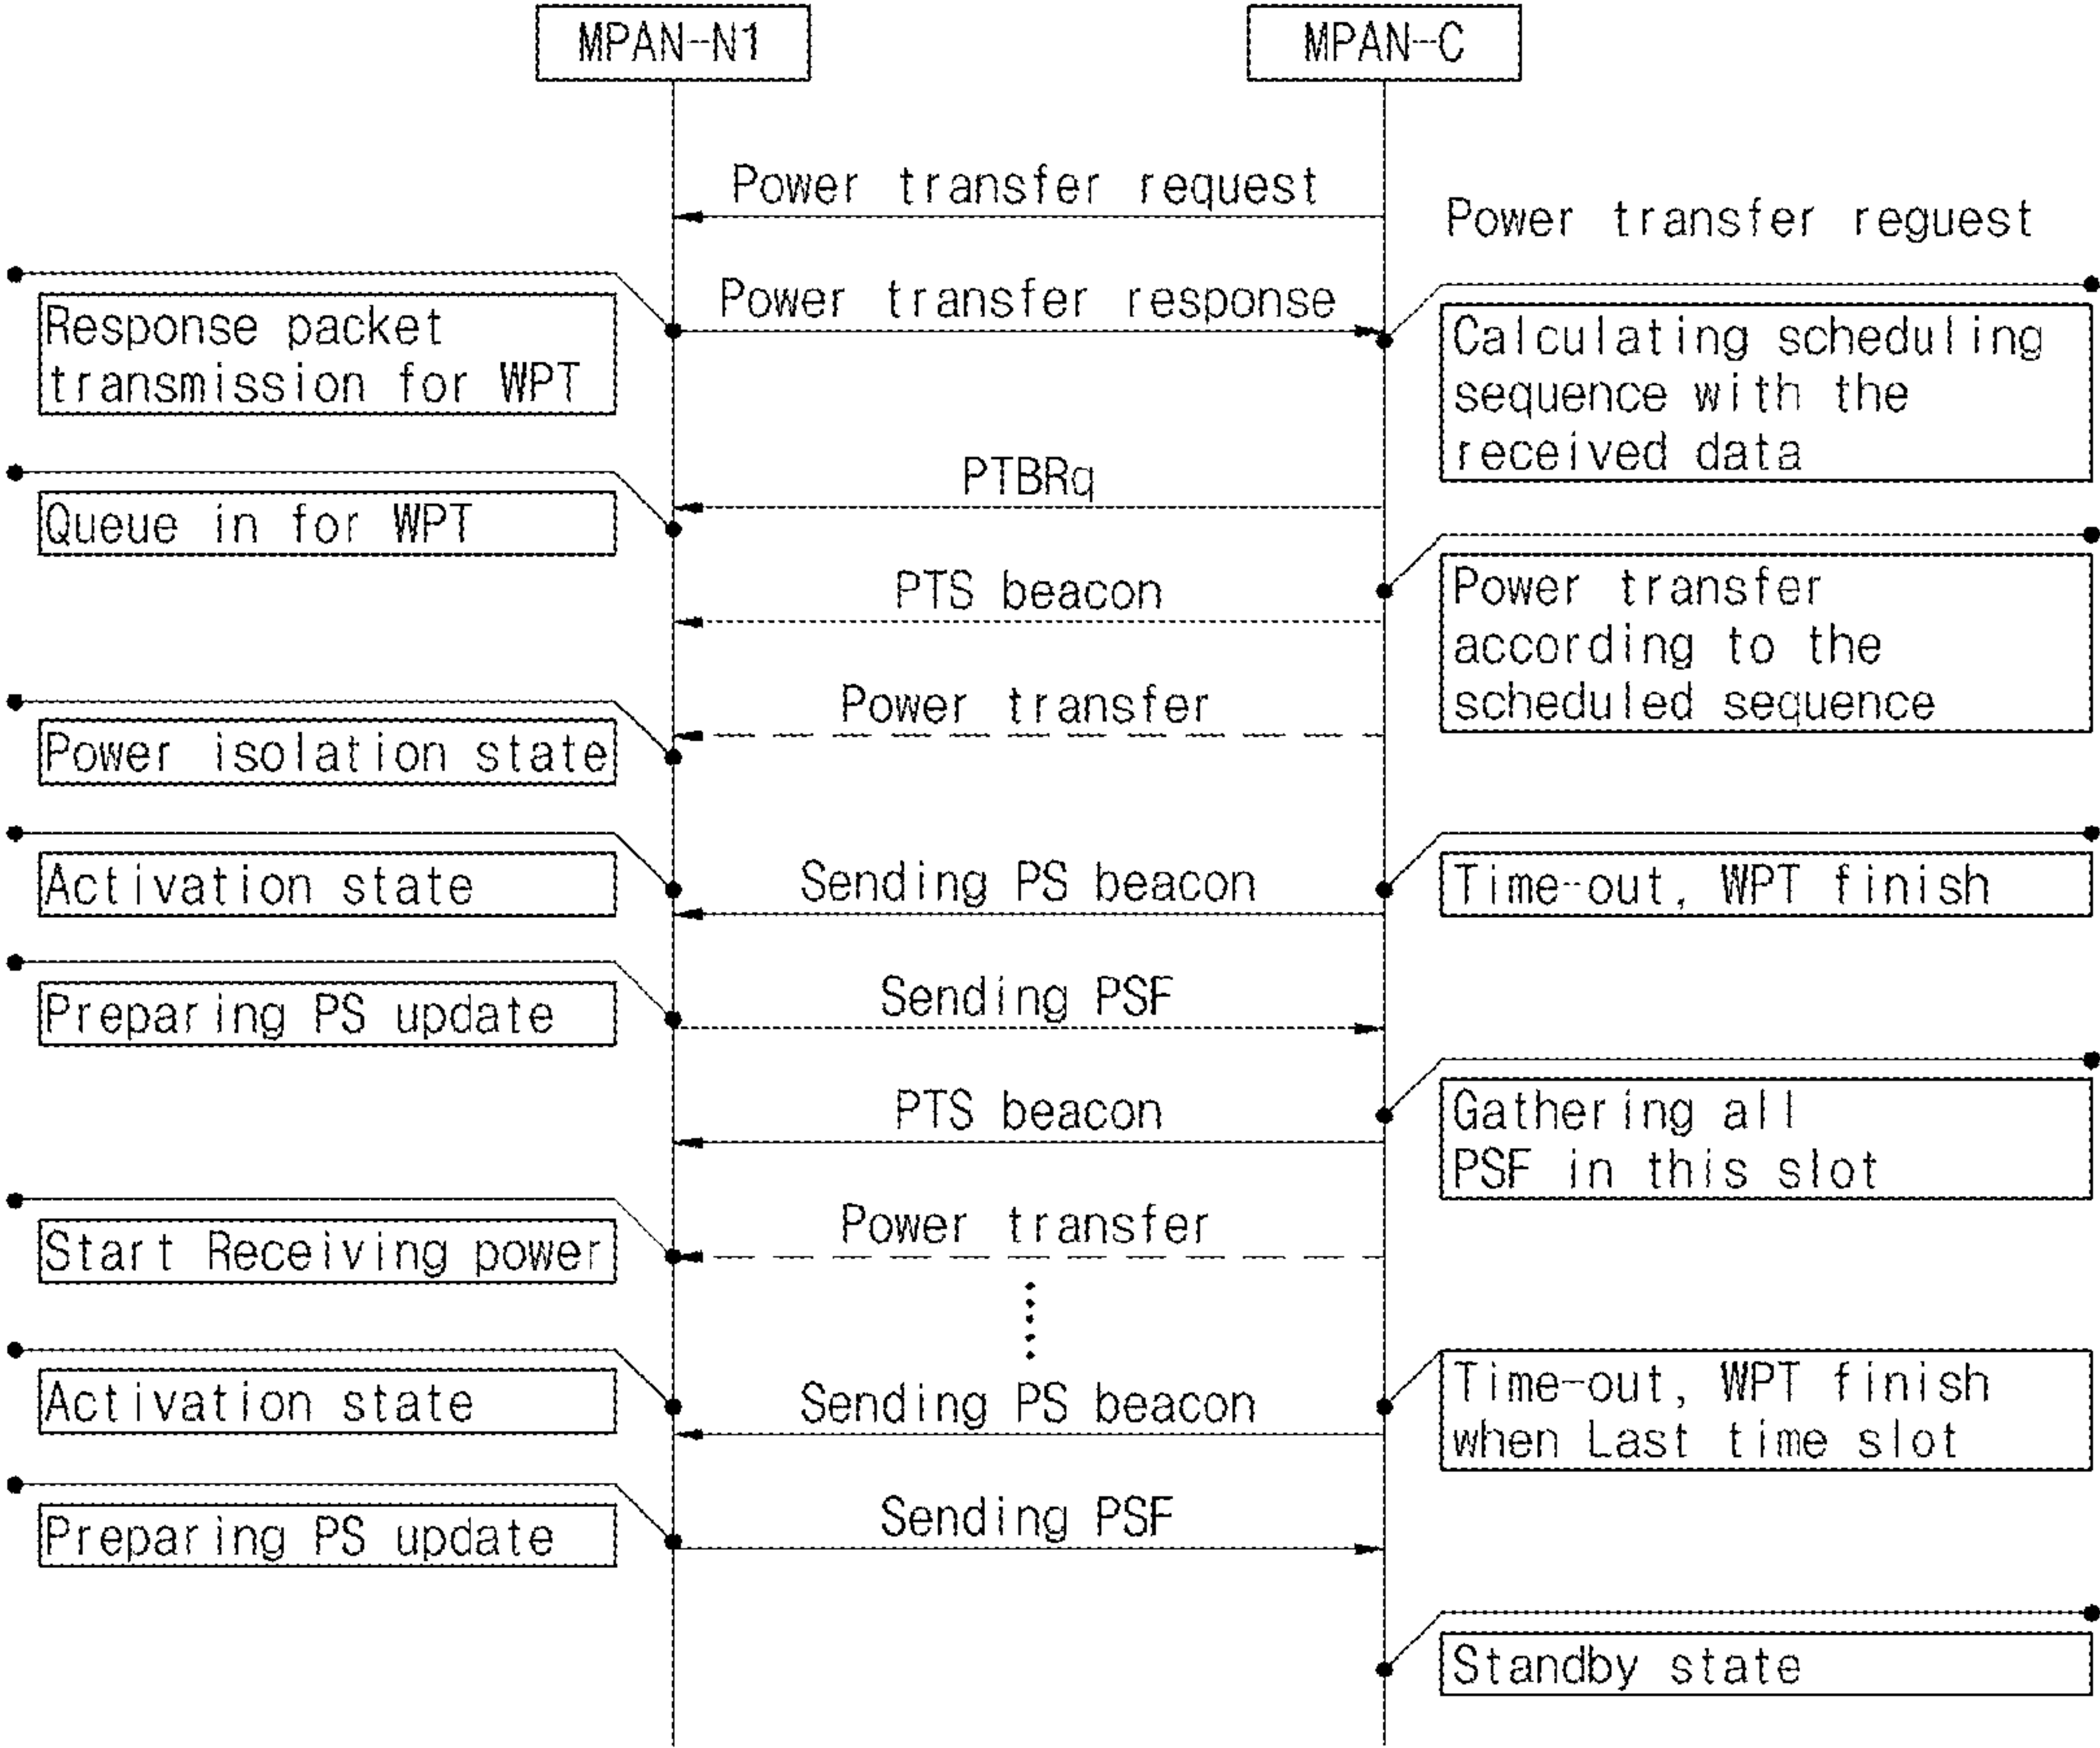 MPAN-N1
MPAN-C
Power transfer request
Power transfer reguest
Response packet
transmission for WPT
Power transfer response
Calculating scheduling
sequence with the
received data
PTBRq
Queue in for WPT
PTS beacon
Power transfer
according to the
scheduled sequence
Power transfer
Power isolation state
Activation state
Sending PS beacon
Time-out, WPT finish
Preparing PS update
Sending PSF
PTS beacon
Gathering all
PSF in this slot
Start Receiving power
Power transfer
Activation state
Sending PS beacon
Time-out, WPT finish
when Last time slot
Preparing PS update
Sending PSF
Standby state